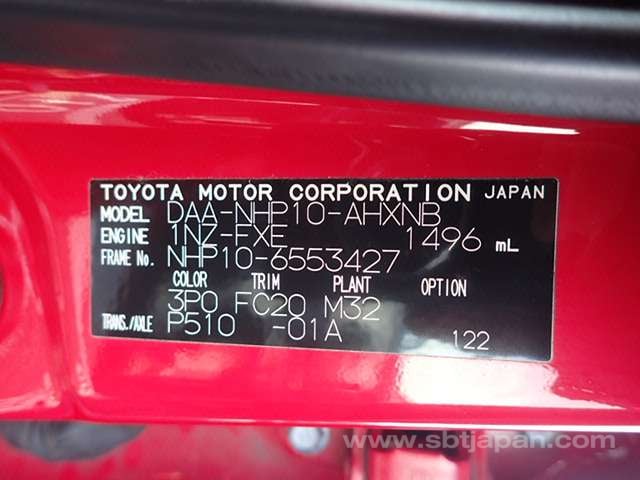 TOYOTA MOTOR CORPORATION JAPAN
MODEL DAA-NHP10-AHXNB
ENGINE 1NZ-FXE 1496 mL
FRAME No. NHP10-6553427
COLOR TRIM PLANT OPTION
3P0 FC20 M32
TRANS./AXLE P510 -01A 122
www.sbtjapan.com